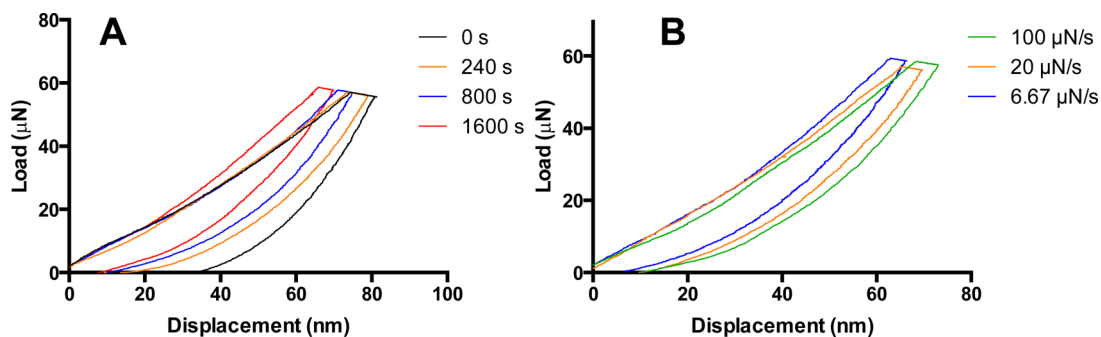 A
80
60
40
20
0
Load (μN)
0 20 40 60 80 100
Displacement (nm)
0 s
240 s
800 s
1600 s
B
60
40
20
0
Load (μN)
0 20 40 60 80
Displacement (nm)
100 µN/s
20 µN/s
6.67 µN/s